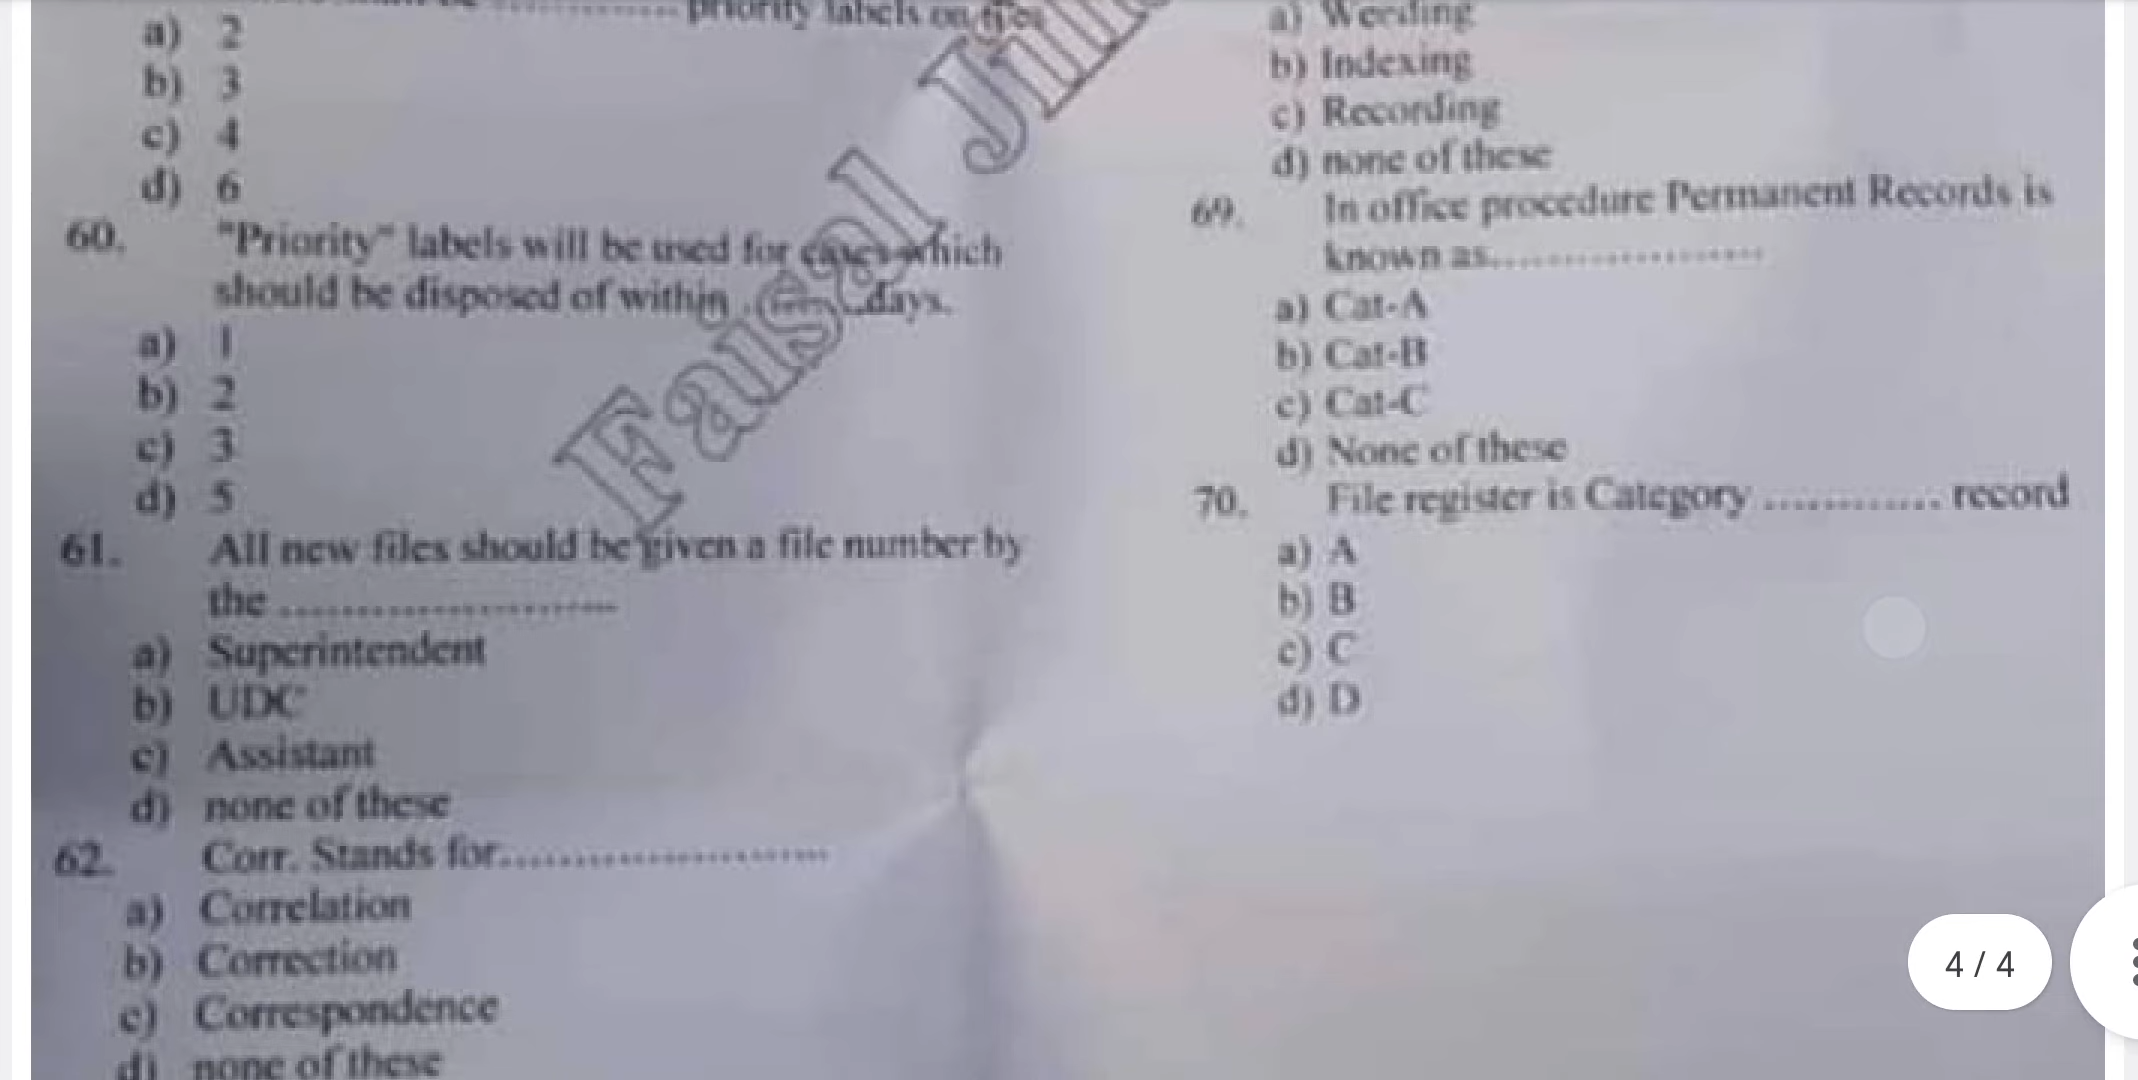 priority labels on files
a) 2
b) 3
c) 4
d) 6
60. "Priority" labels will be used for cases which
should be disposed of within ........ days.
a) 1
b) 2
c) 3
d) 5
61. All new files should be given a file number by
the ........................
a) Superintendent
b) UDC
c) Assistant
d) none of these
62. Corr. Stands for........................
a) Correlation
b) Correction
c) Correspondence
d) none of these
a) Weeding
b) Indexing
c) Recording
d) none of these
69. In office procedure Permanent Records is
known as....................
a) Cat-A
b) Cat-B
c) Cat-C
d) None of these
70. File register is Category ............. record
a) A
b) B
c) C
d) D
Faisal
4 / 4